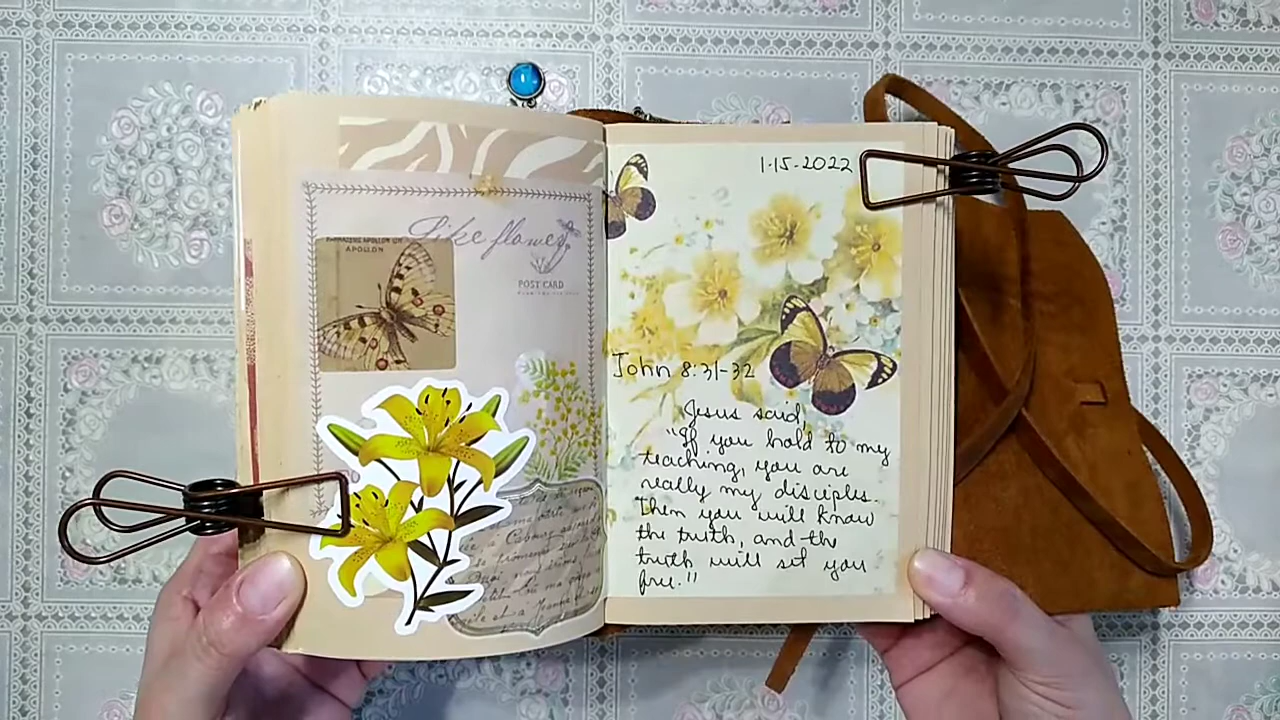 APOLLON
Like flower
POST CARD
1-15-2022
John 8:31-32
Jesus said,
"If you hold to my
teaching, you are
really my disciples.
Then you will know
the truth, and the
truth will set you
free."